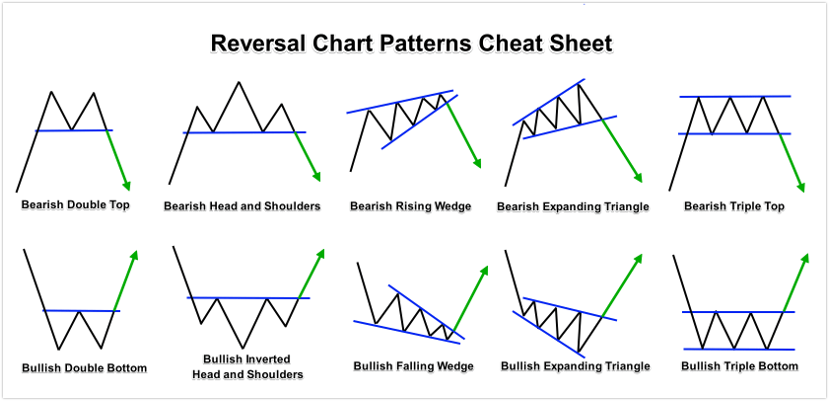 Reversal Chart Patterns Cheat Sheet
Bearish Double Top
Bearish Head and Shoulders
Bearish Rising Wedge
Bearish Expanding Triangle
Bearish Triple Top
Bullish Double Bottom
Bullish Inverted
Head and Shoulders
Bullish Falling Wedge
Bullish Expanding Triangle
Bullish Triple Bottom